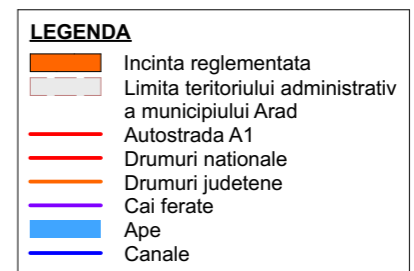 LEGENDA
Incinta reglementata
Limita teritoriului administrativ
a municipiului Arad
Autostrada A1
Drumuri nationale
Drumuri judetene
Cai ferate
Ape
Canale